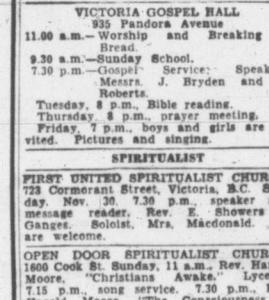 VICTORIA GOSPEL HALL
935 Pandora Avenue
11.00 a.m.—Worship and Breaking
Bread.
9.30 a.m.—Sunday School.
7.30 p.m.—Gospel Service; Speak
Messrs. J. Bryden and
Roberts.
Tuesday, 8 p.m., Bible reading.
Thursday, 8 p.m., prayer meeting.
Friday, 7 p.m., boys and girls are
vited. Pictures and singing.
SPIRITUALIST
FIRST UNITED SPIRITUALIST CHUR
723 Cormorant Street, Victoria, B.C. S
day, Nov. 30, 7.30 p.m., speaker
message reader, Rev. E. Showers
Ganges. Soloist, Mrs. Macdonald.
are welcome.
OPEN DOOR SPIRITUALIST CHUR
1600 Cook St. Sunday, 11 a.m., Rev. Ha
Moore, "Christians Awake." Lyce
7.15 p.m., song service. 7.30 p.m.,